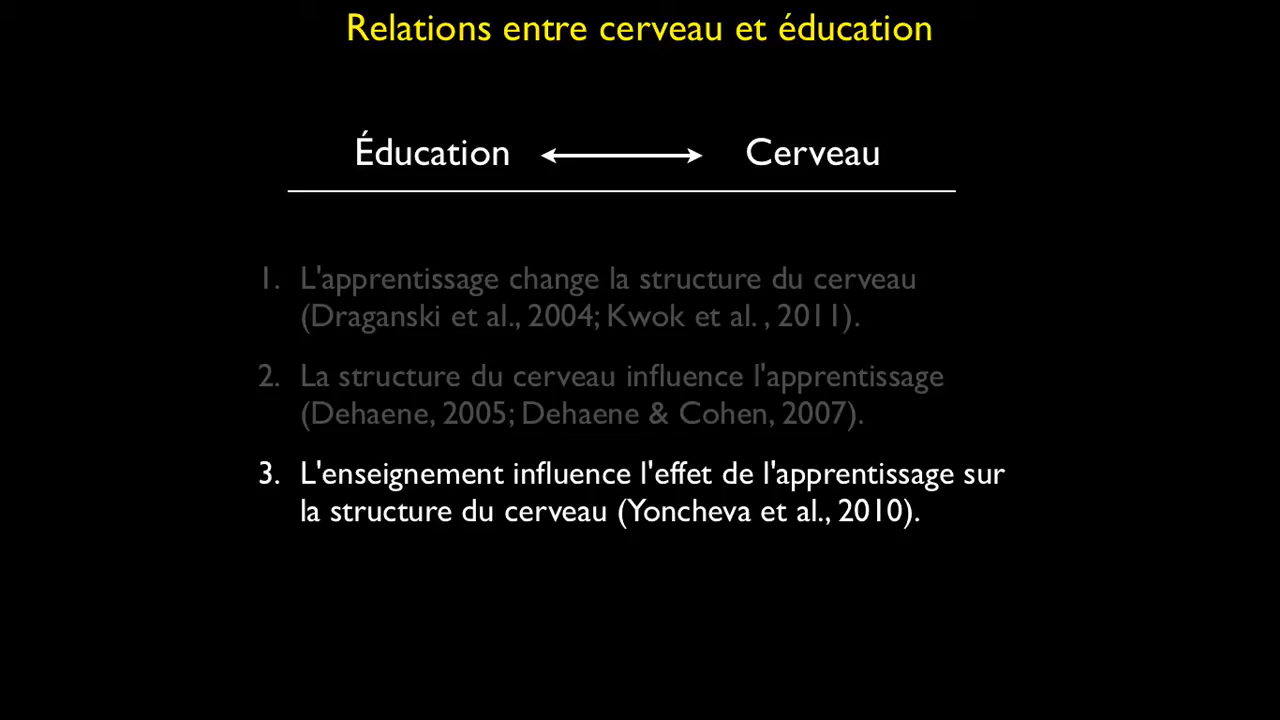 Relations entre cerveau et éducation
Éducation
Cerveau
1. L'apprentissage change la structure du cerveau
(Draganski et al., 2004; Kwok et al. , 2011).
2. La structure du cerveau influence l'apprentissage
(Dehaene, 2005; Dehaene & Cohen, 2007).
3. L'enseignement influence l'effet de l'apprentissage sur
la structure du cerveau (Yoncheva et al., 2010).